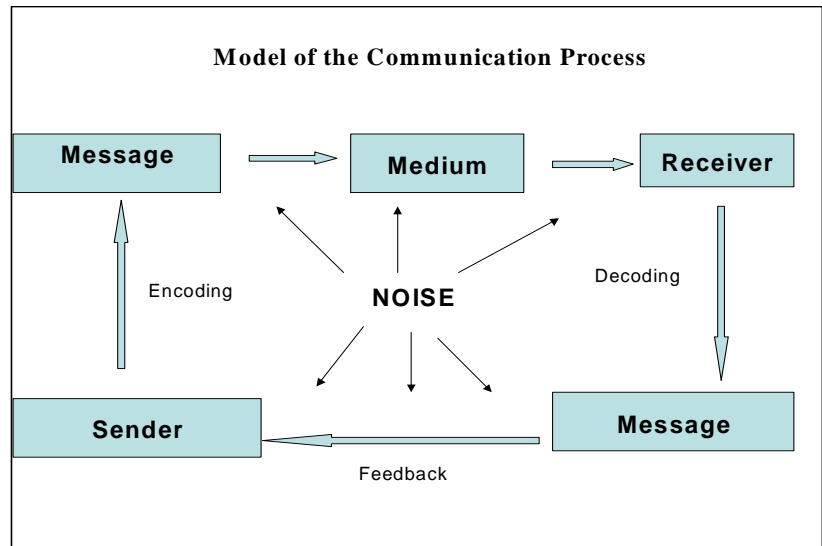 Model of the Communication Process
Message
Medium
Receiver
Encoding
NOISE
Decoding
Sender
Message
Feedback